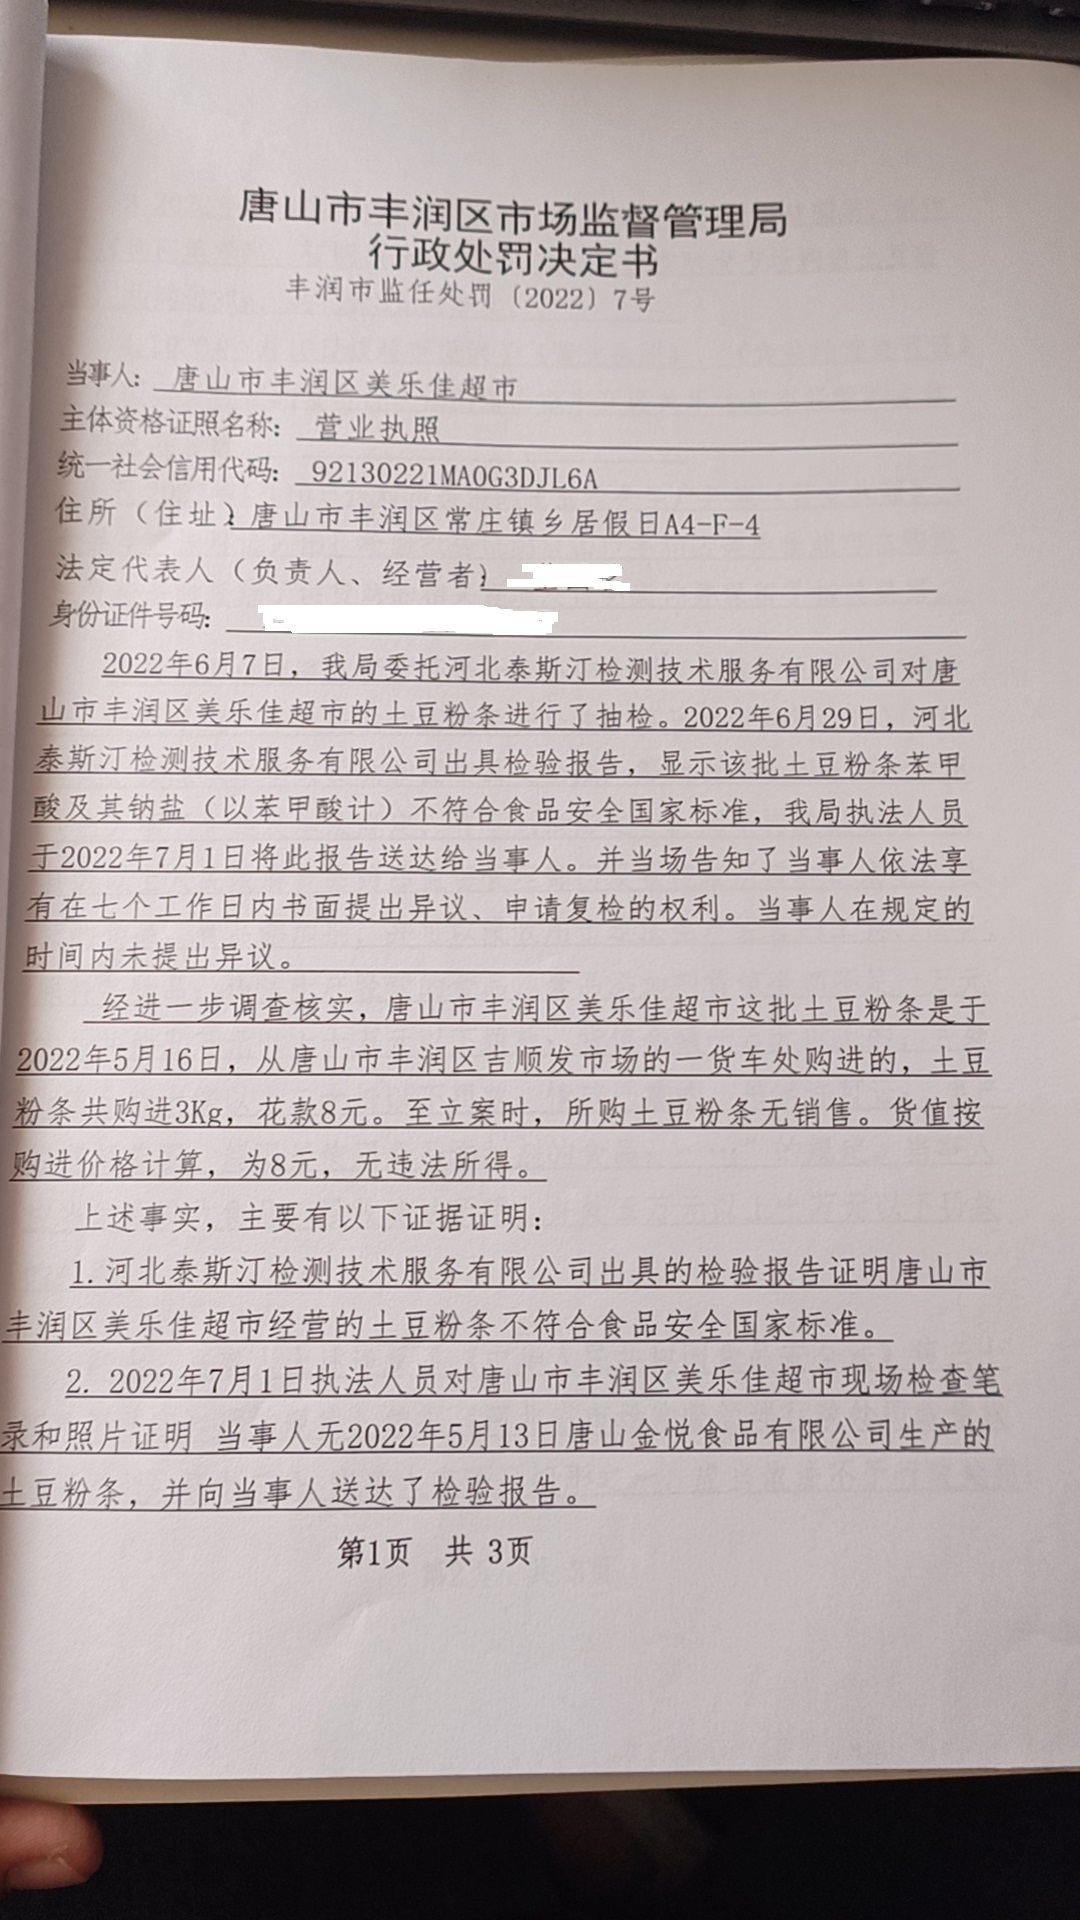 唐山市丰润区市场监督管理局
行政处罚决定书
丰润市监任处罚〔2022〕7号
当事人：唐山市丰润区美乐佳超市
主体资格证照名称：营业执照
统一社会信用代码：92130221MA0G3DJL6A
住所（住址）：唐山市丰润区常庄镇乡居假日A4-F-4
法定代表人（负责人、经营者）：
身份证件号码：
2022年6月7日，我局委托河北泰斯汀检测技术服务有限公司对唐
山市丰润区美乐佳超市的土豆粉条进行了抽检。2022年6月29日，河北
泰斯汀检测技术服务有限公司出具检验报告，显示该批土豆粉条苯甲
酸及其钠盐（以苯甲酸计）不符合食品安全国家标准，我局执法人员
于2022年7月1日将此报告送达给当事人。并当场告知了当事人依法享
有在七个工作日内书面提出异议、申请复检的权利。当事人在规定的
时间内未提出异议。
经进一步调查核实，唐山市丰润区美乐佳超市这批土豆粉条是于
2022年5月16日，从唐山市丰润区吉顺发市场的一货车处购进的，土豆
粉条共购进3Kg，花款8元。至立案时，所购土豆粉条无销售。货值按
购进价格计算，为8元，无违法所得。
上述事实，主要有以下证据证明：
1.河北泰斯汀检测技术服务有限公司出具的检验报告证明唐山市
丰润区美乐佳超市经营的土豆粉条不符合食品安全国家标准。
2. 2022年7月1日执法人员对唐山市丰润区美乐佳超市现场检查笔
录和照片证明 当事人无2022年5月13日唐山金悦食品有限公司生产的
土豆粉条，并向当事人送达了检验报告。
第1页 共 3页